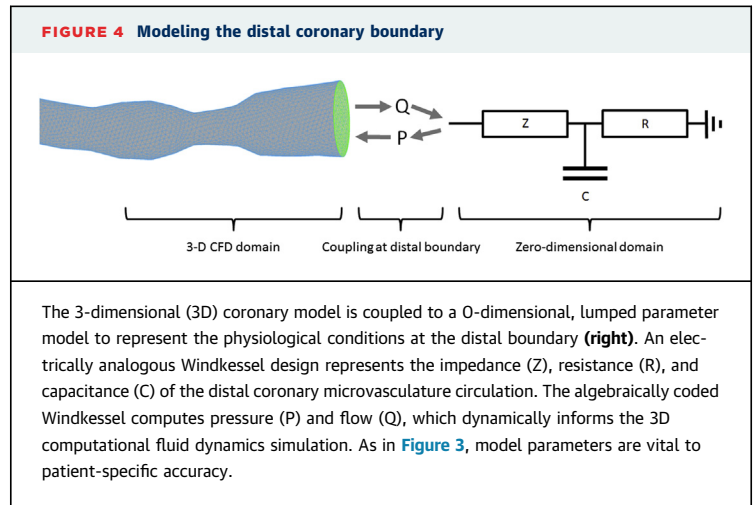 FIGURE 4 Modeling the distal coronary boundary
Q
P
Z
R
C
3-D CFD domain
Coupling at distal boundary
Zero-dimensional domain
The 3-dimensional (3D) coronary model is coupled to a 0-dimensional, lumped parameter
model to represent the physiological conditions at the distal boundary (right). An elec-
trically analogous Windkessel design represents the impedance (Z), resistance (R), and
capacitance (C) of the distal coronary microvasculature circulation. The algebraically coded
Windkessel computes pressure (P) and flow (Q), which dynamically informs the 3D
computational fluid dynamics simulation. As in Figure 3, model parameters are vital to
patient-specific accuracy.